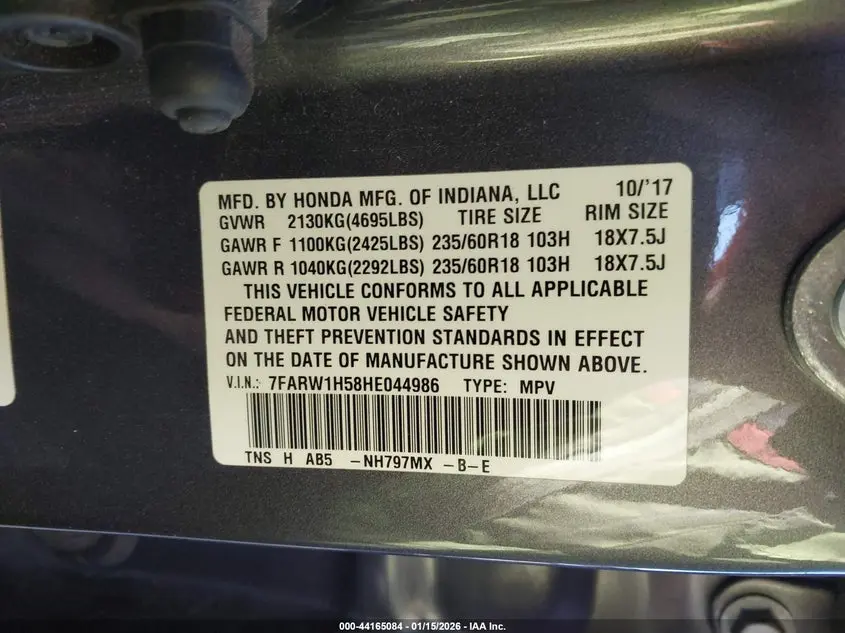 MFD. BY HONDA MFG. OF INDIANA, LLC 10/'17
GVWR 2130KG(4695LBS) TIRE SIZE RIM SIZE
GAWR F 1100KG(2425LBS) 235/60R18 103H 18X7.5J
GAWR R 1040KG(2292LBS) 235/60R18 103H 18X7.5J
THIS VEHICLE CONFORMS TO ALL APPLICABLE
FEDERAL MOTOR VEHICLE SAFETY
AND THEFT PREVENTION STANDARDS IN EFFECT
ON THE DATE OF MANUFACTURE SHOWN ABOVE.
V.I.N.: 7FARW1H58HE044986 TYPE: MPV
TNS H AB5 -NH797MX -B-E
000-44165084 - 01/15/2026 - IAA Inc.